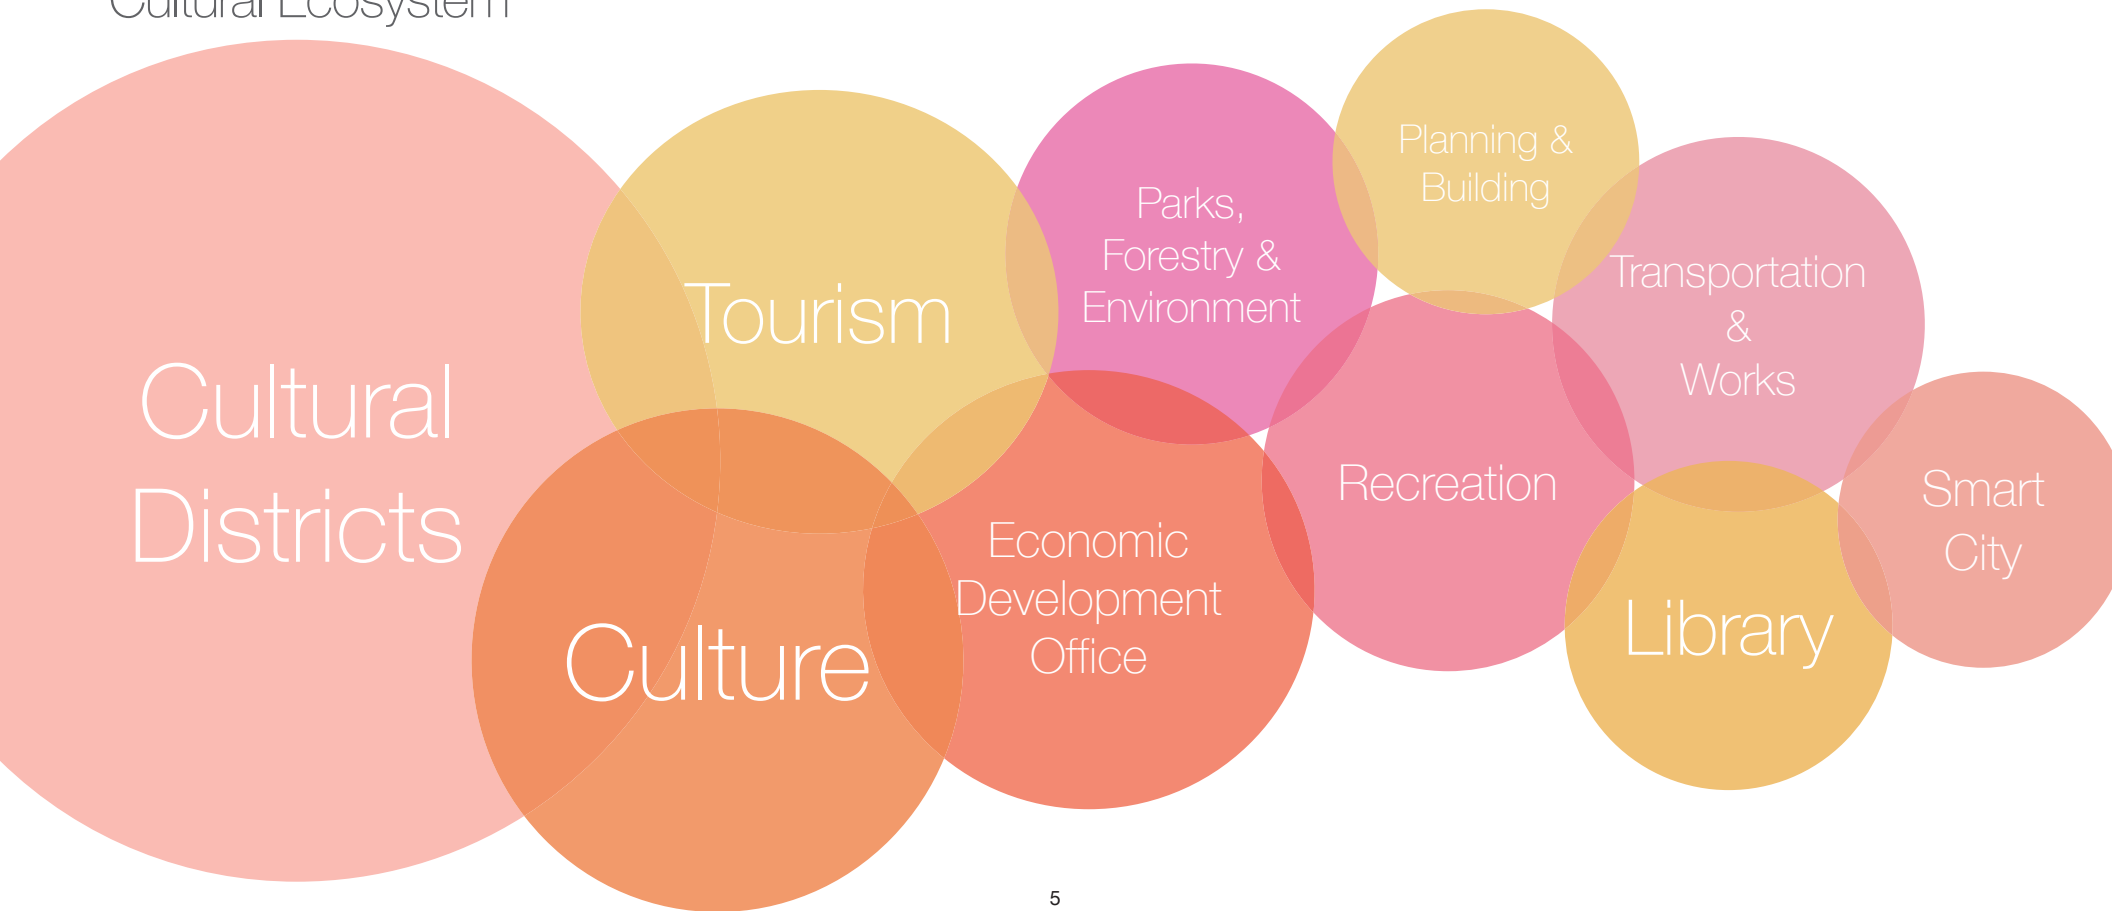 Cultural Ecosystem
Cultural
Districts
Tourism
Culture
Parks,
Forestry &
Environment
Economic
Development
Office
Planning &
Building
Recreation
Transportation
&
Works
Library
Smart
City
5